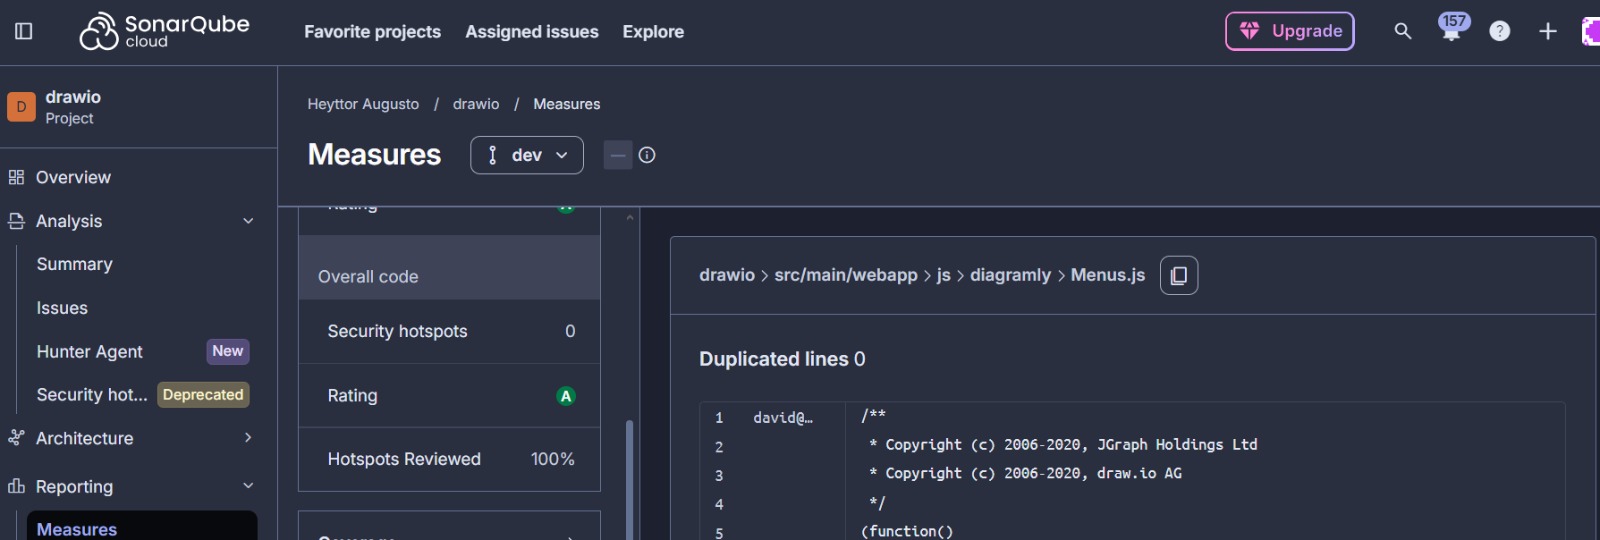 SonarQube cloud
Favorite projects Assigned issues Explore
Upgrade
157
?
D
drawio
Project
Overview
Analysis
Summary
Issues
Hunter Agent New
Security hot... Deprecated
Architecture
Reporting
Measures
Heyttor Augusto / drawio / Measures
Measures
dev
Rating A
Overall code
Security hotspots 0
Rating A
Hotspots Reviewed 100%
Coverage
drawio > src/main/webapp > js > diagramly > Menus.js
Duplicated lines 0
1 david@… /**
2 * Copyright (c) 2006-2020, JGraph Holdings Ltd
3 * Copyright (c) 2006-2020, draw.io AG
4 */
5 (function()